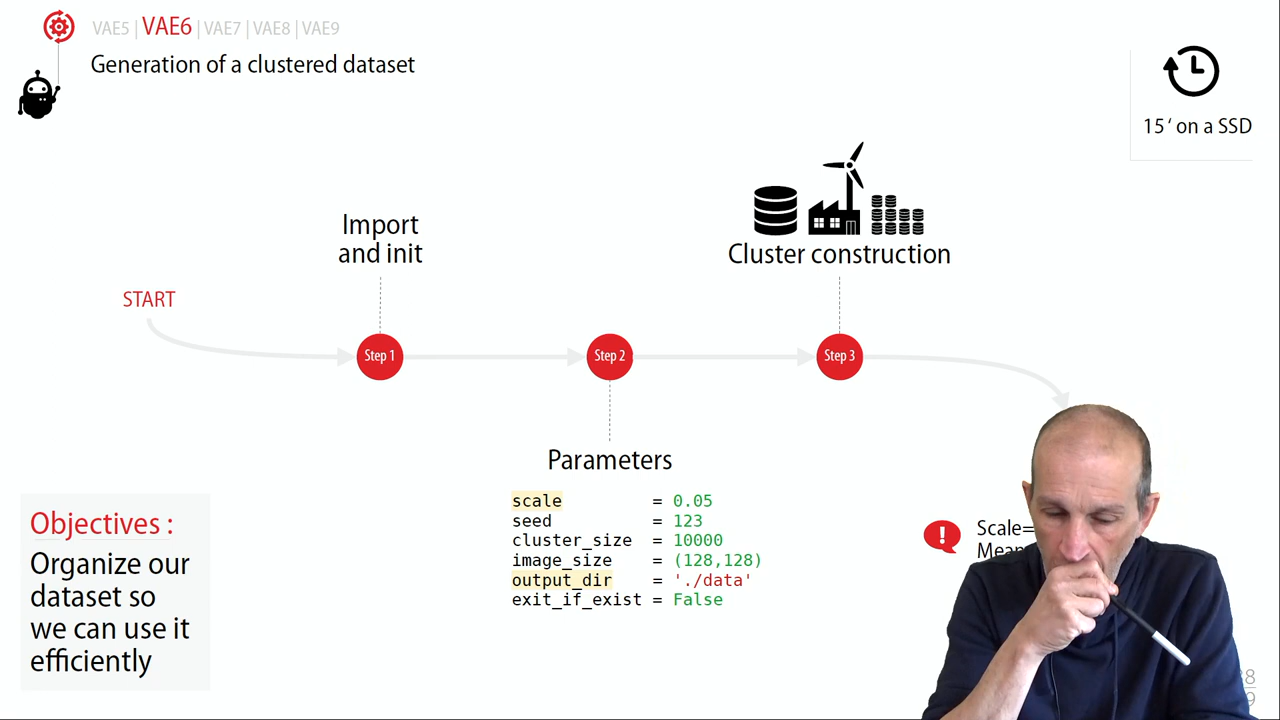 VAE5 | VAE6 | VAE7 | VAE8 | VAE9
Generation of a clustered dataset
15‘ on a SSD
Import
and init
Cluster construction
START
Step 1
Step 2
Step 3
Parameters
scale = 0.05
seed = 123
cluster_size = 10000
image_size = (128,128)
output_dir = './data'
exit_if_exist = False
Objectives :
Organize our
dataset so
we can use it
efficiently
Scale=